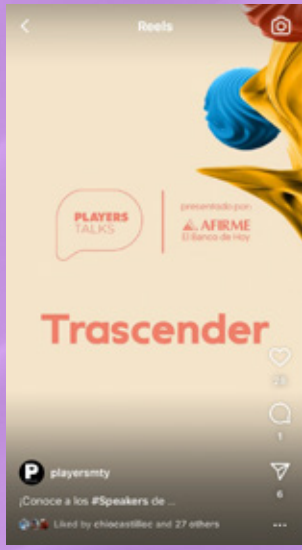 Reels
PLAYERS
TALKS
presentado por:
AFIRME
El Banco de Hoy
Trascender
28
1
6
P playersmty
¡Conoce a los #Speakers de ...
Liked by chiocastillec and 27 others